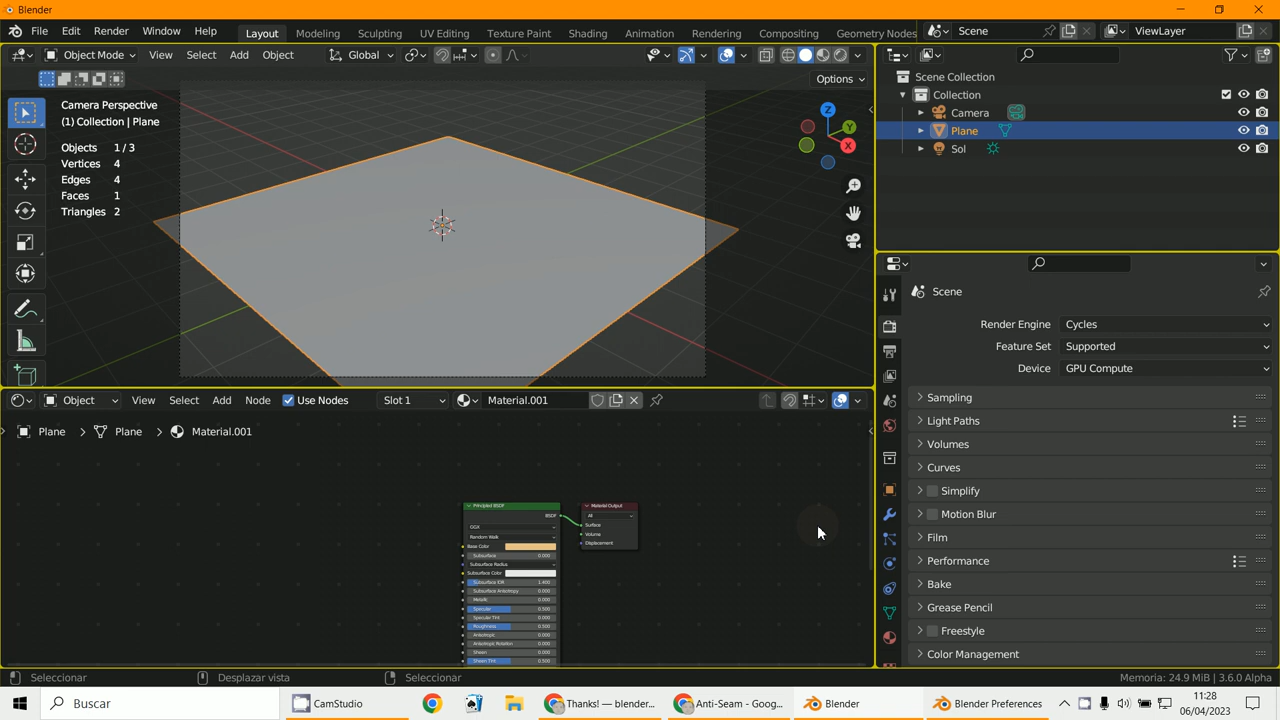 Blender
File Edit Render Window Help Layout Modeling Sculpting UV Editing Texture Paint Shading Animation Rendering Compositing Geometry Nodes Scene ViewLayer
Object Mode View Select Add Object Global
Options
Camera Perspective
(1) Collection | Plane
Objects 1 / 3
Vertices 4
Edges 4
Faces 1
Triangles 2
Z
Y
X
Scene Collection
Collection
Camera
Plane
Sol
Scene
Render Engine Cycles
Feature Set Supported
Device GPU Compute
Sampling
Light Paths
Volumes
Curves
Simplify
Motion Blur
Film
Performance
Bake
Grease Pencil
Freestyle
Color Management
Object View Select Add Node Use Nodes Slot 1 Material.001
Plane Plane Material.001
Principled BSDF
BSDF
GGX
Random Walk
Base Color
Subsurface 0.000
Subsurface Radius
Subsurface Color
Subsurface IOR 1.400
Subsurface Anisotropy 0.000
Metallic 0.000
Specular 0.500
Specular Tint 0.000
Roughness 0.500
Anisotropic 0.000
Anisotropic Rotation 0.000
Sheen 0.000
Sheen Tint 0.500
Material Output
All
Surface
Volume
Displacement
Seleccionar Desplazar vista Seleccionar Memoria: 24.9 MiB | 3.6.0 Alpha
Buscar CamStudio Thanks! — blender... Anti-Seam - Goog... Blender Blender Preferences 11:28
06/04/2023